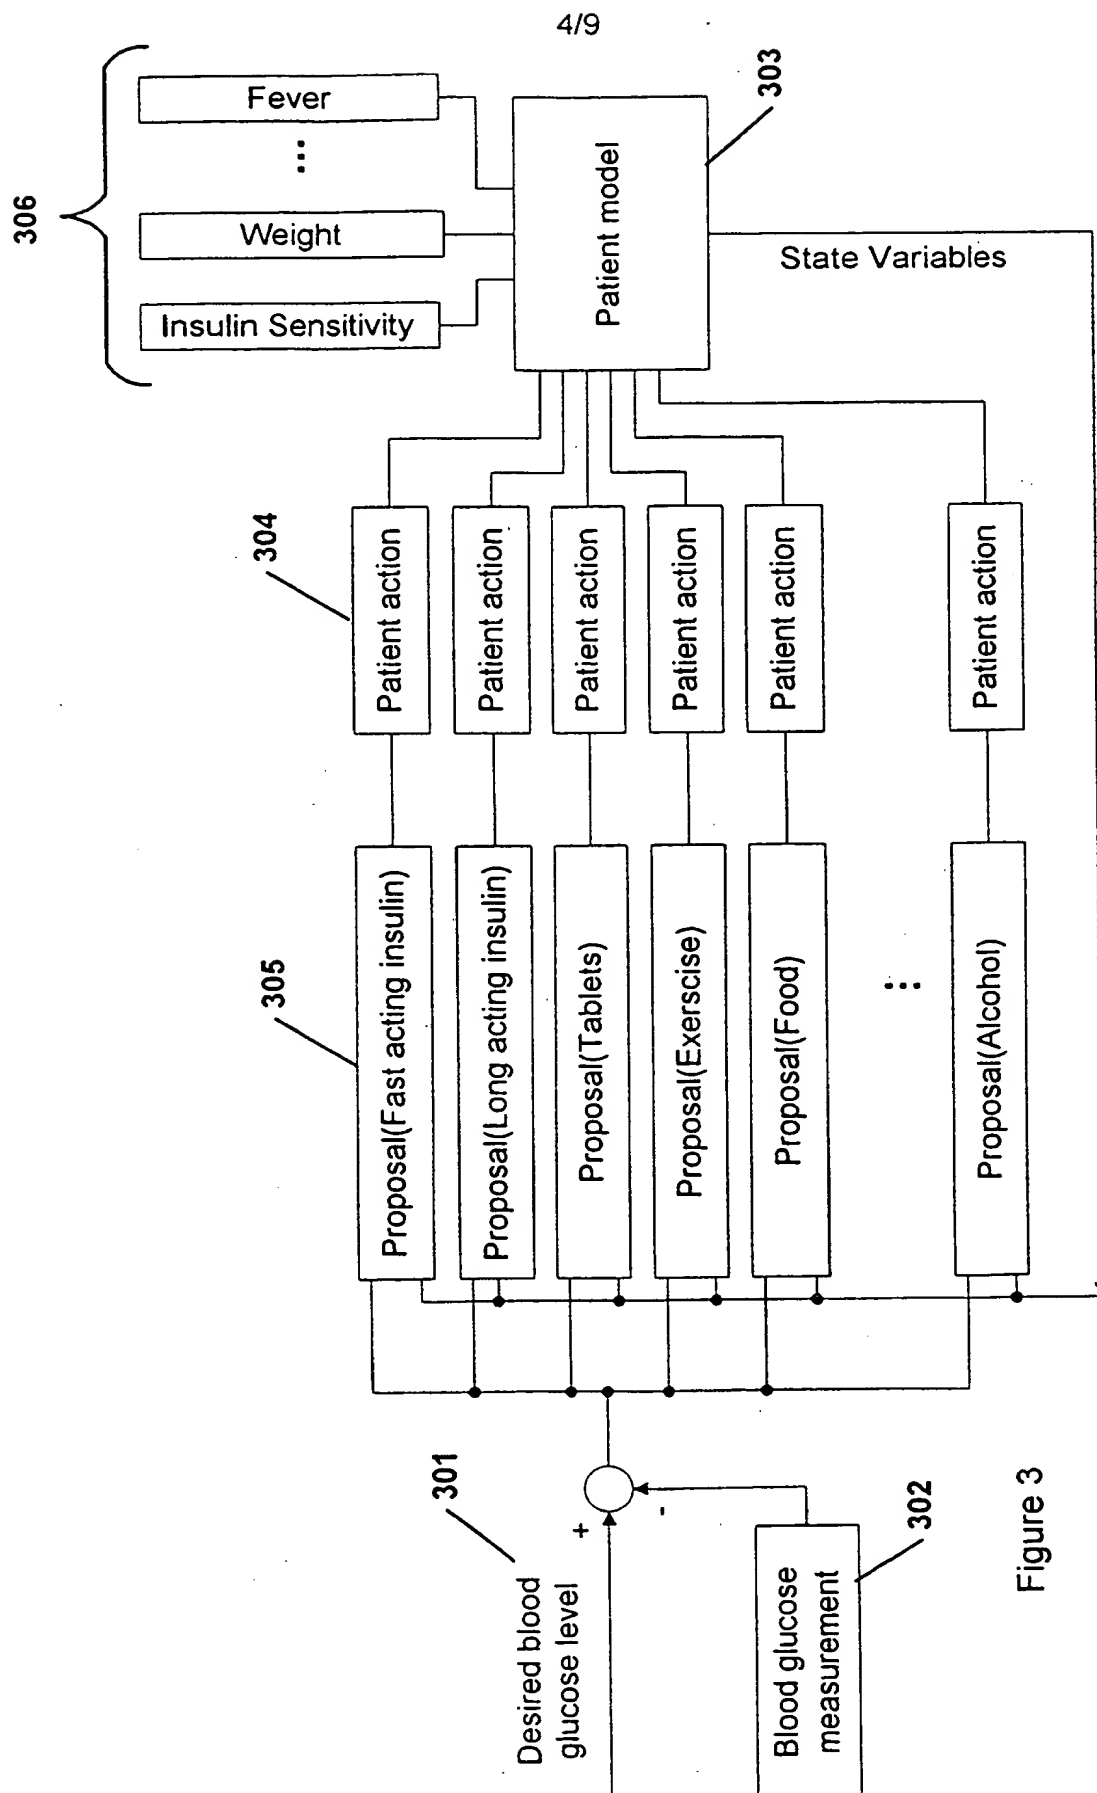 4/9
306
Fever
...
Weight
Insulin Sensitivity
303
Patient model
State Variables
304
Patient action
Patient action
Patient action
Patient action
Patient action
Patient action
305
Proposal(Fast acting insulin)
Proposal(Long acting insulin)
Proposal(Tablets)
Proposal(Exerscise)
Proposal(Food)
...
Proposal(Alcohol)
301
Desired blood
glucose level
+
-
302
Blood glucose
measurement
Figure 3